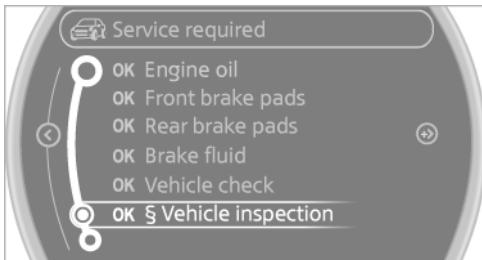 Service required
OK Engine oil
OK Front brake pads
OK Rear brake pads
OK Brake fluid
OK Vehicle check
OK § Vehicle inspection